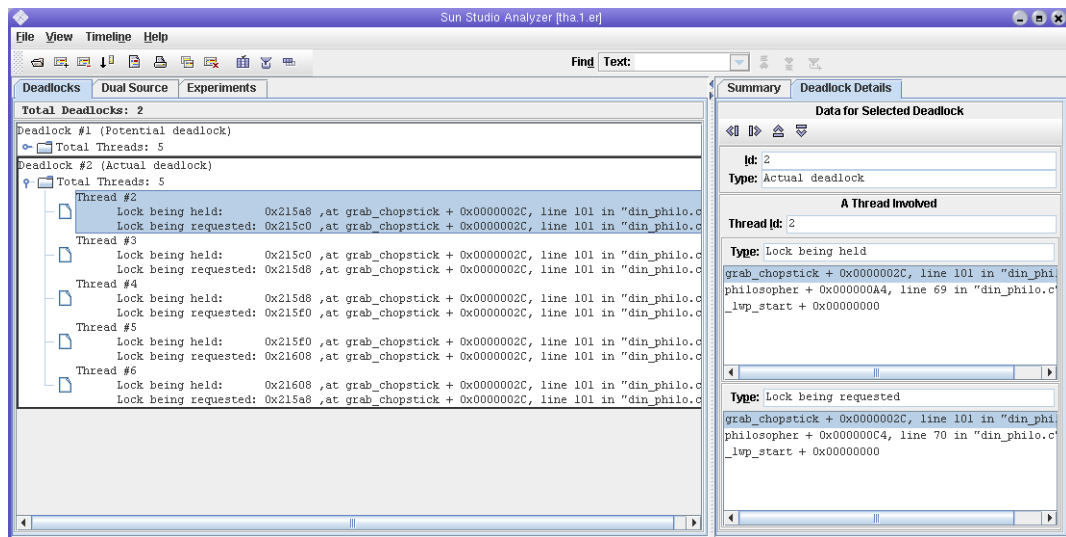 Sun Studio Analyzer [tha.1.er]
File View Timeline Help
Find Text:
Deadlocks Dual Source Experiments
Total Deadlocks: 2
Deadlock #1 (Potential deadlock)
Total Threads: 5
Deadlock #2 (Actual deadlock)
Total Threads: 5
Thread #2
Lock being held: 0x215a8 ,at grab_chopstick + 0x0000002C, line 101 in "din_philo.c
Lock being requested: 0x215c0 ,at grab_chopstick + 0x0000002C, line 101 in "din_philo.c
Thread #3
Lock being held: 0x215c0 ,at grab_chopstick + 0x0000002C, line 101 in "din_philo.c
Lock being requested: 0x215d8 ,at grab_chopstick + 0x0000002C, line 101 in "din_philo.c
Thread #4
Lock being held: 0x215d8 ,at grab_chopstick + 0x0000002C, line 101 in "din_philo.c
Lock being requested: 0x215f0 ,at grab_chopstick + 0x0000002C, line 101 in "din_philo.c
Thread #5
Lock being held: 0x215f0 ,at grab_chopstick + 0x0000002C, line 101 in "din_philo.c
Lock being requested: 0x21608 ,at grab_chopstick + 0x0000002C, line 101 in "din_philo.c
Thread #6
Lock being held: 0x21608 ,at grab_chopstick + 0x0000002C, line 101 in "din_philo.c
Lock being requested: 0x215a8 ,at grab_chopstick + 0x0000002C, line 101 in "din_philo.c
Summary Deadlock Details
Data for Selected Deadlock
Id: 2
Type: Actual deadlock
A Thread Involved
Thread Id: 2
Type: Lock being held
grab_chopstick + 0x0000002C, line 101 in "din_phi
philosopher + 0x000000A4, line 69 in "din_philo.c"
_lwp_start + 0x00000000
Type: Lock being requested
grab_chopstick + 0x0000002C, line 101 in "din_phi
philosopher + 0x000000C4, line 70 in "din_philo.c"
_lwp_start + 0x00000000